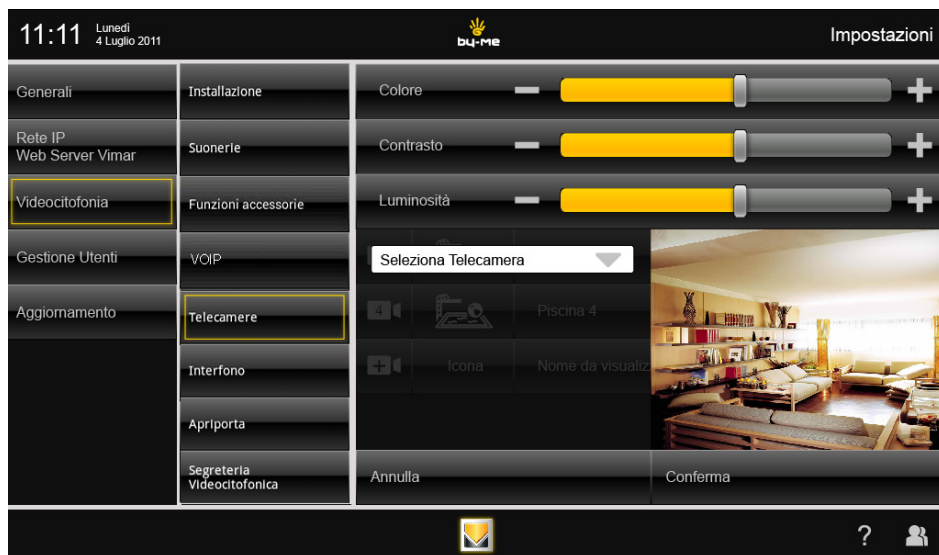 11:11
Lunedì
4 Luglio 2011
by-me
Impostazioni
Generali
Rete IP
Web Server Vimar
Videocitofonia
Gestione Utenti
Aggiornamento
Installazione
Suonerie
Funzioni accessorie
VOIP
Telecamere
Interfono
Apriporta
Segreteria
Videocitofonica
Colore
Contrasto
Luminosità
Seleziona Telecamera
4
Piscina 4
Icona
Nome da visualiz
Annulla
Conferma
?